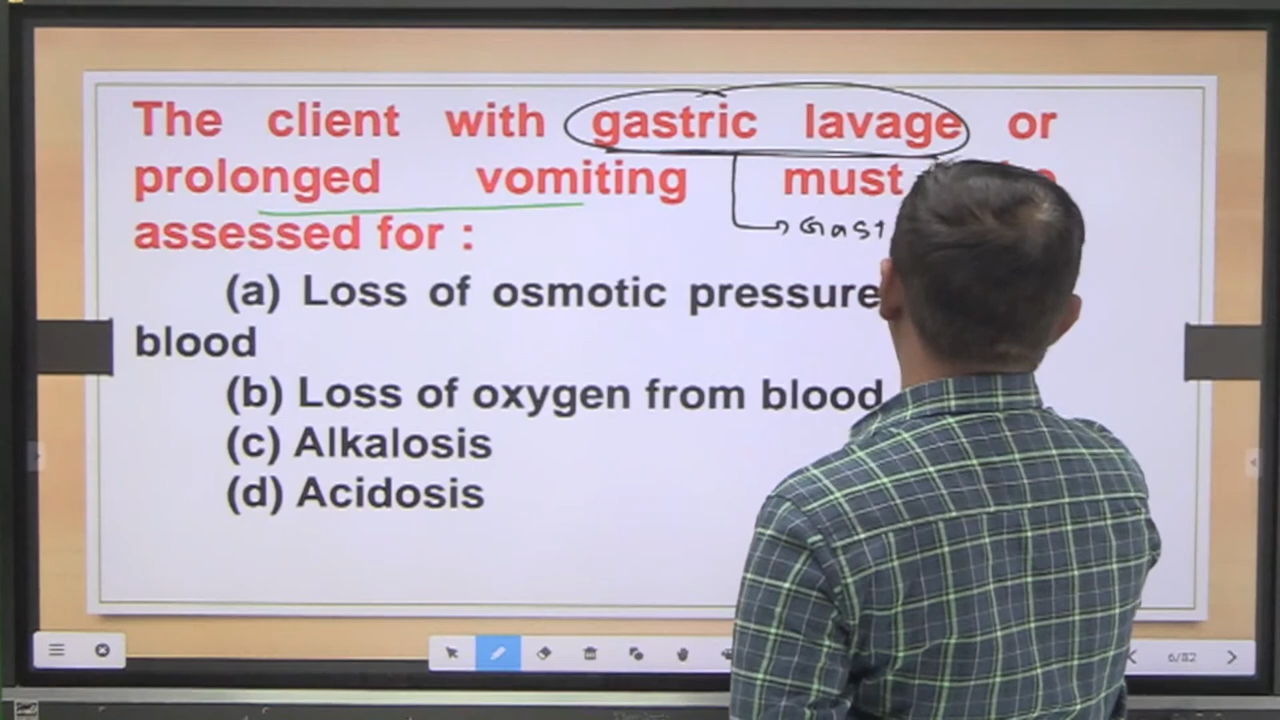 The client with gastric lavage or
prolonged vomiting must
assessed for :
Gast
(a) Loss of osmotic pressure
blood
(b) Loss of oxygen from blood
(c) Alkalosis
(d) Acidosis
6/82